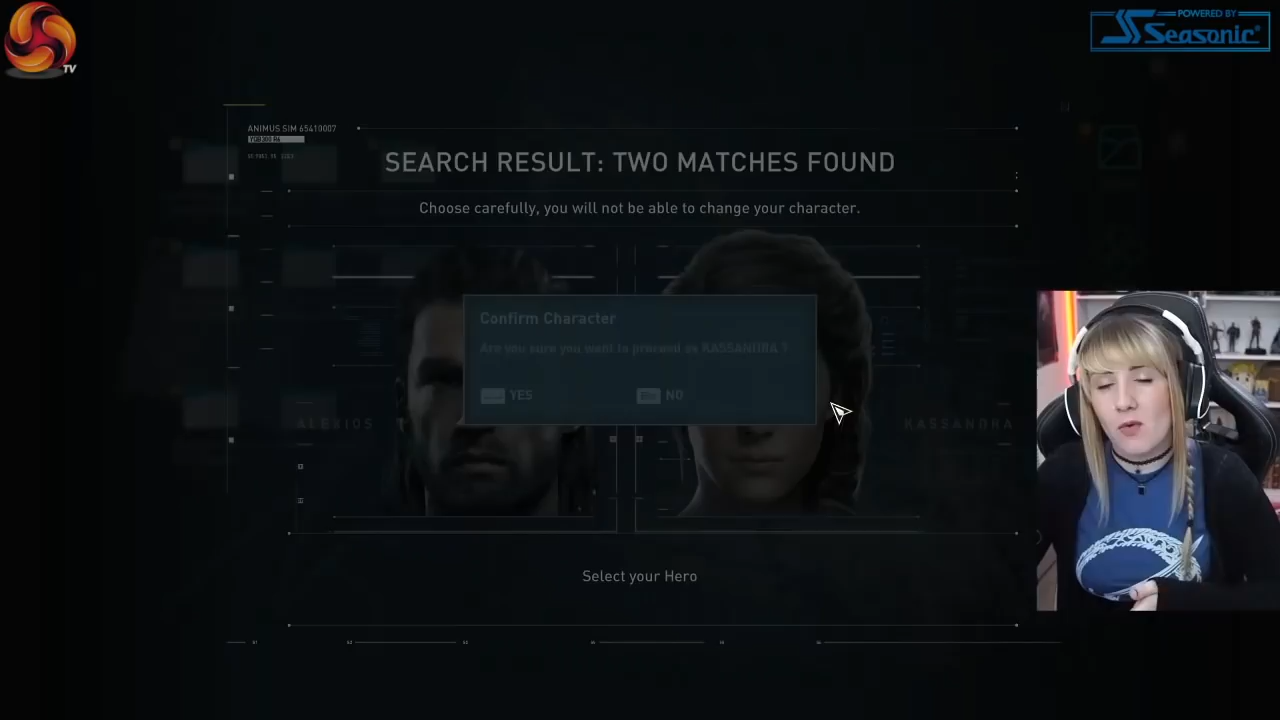 TV
POWERED BY
Seasonic
ANIMUS SIM 65410007
SEARCH RESULT: TWO MATCHES FOUND
Choose carefully, you will not be able to change your character.
Confirm Character
Are you sure you want to proceed as KASSANDRA ?
YES
NO
ALEXIOS
KASSANDRA
Select your Hero